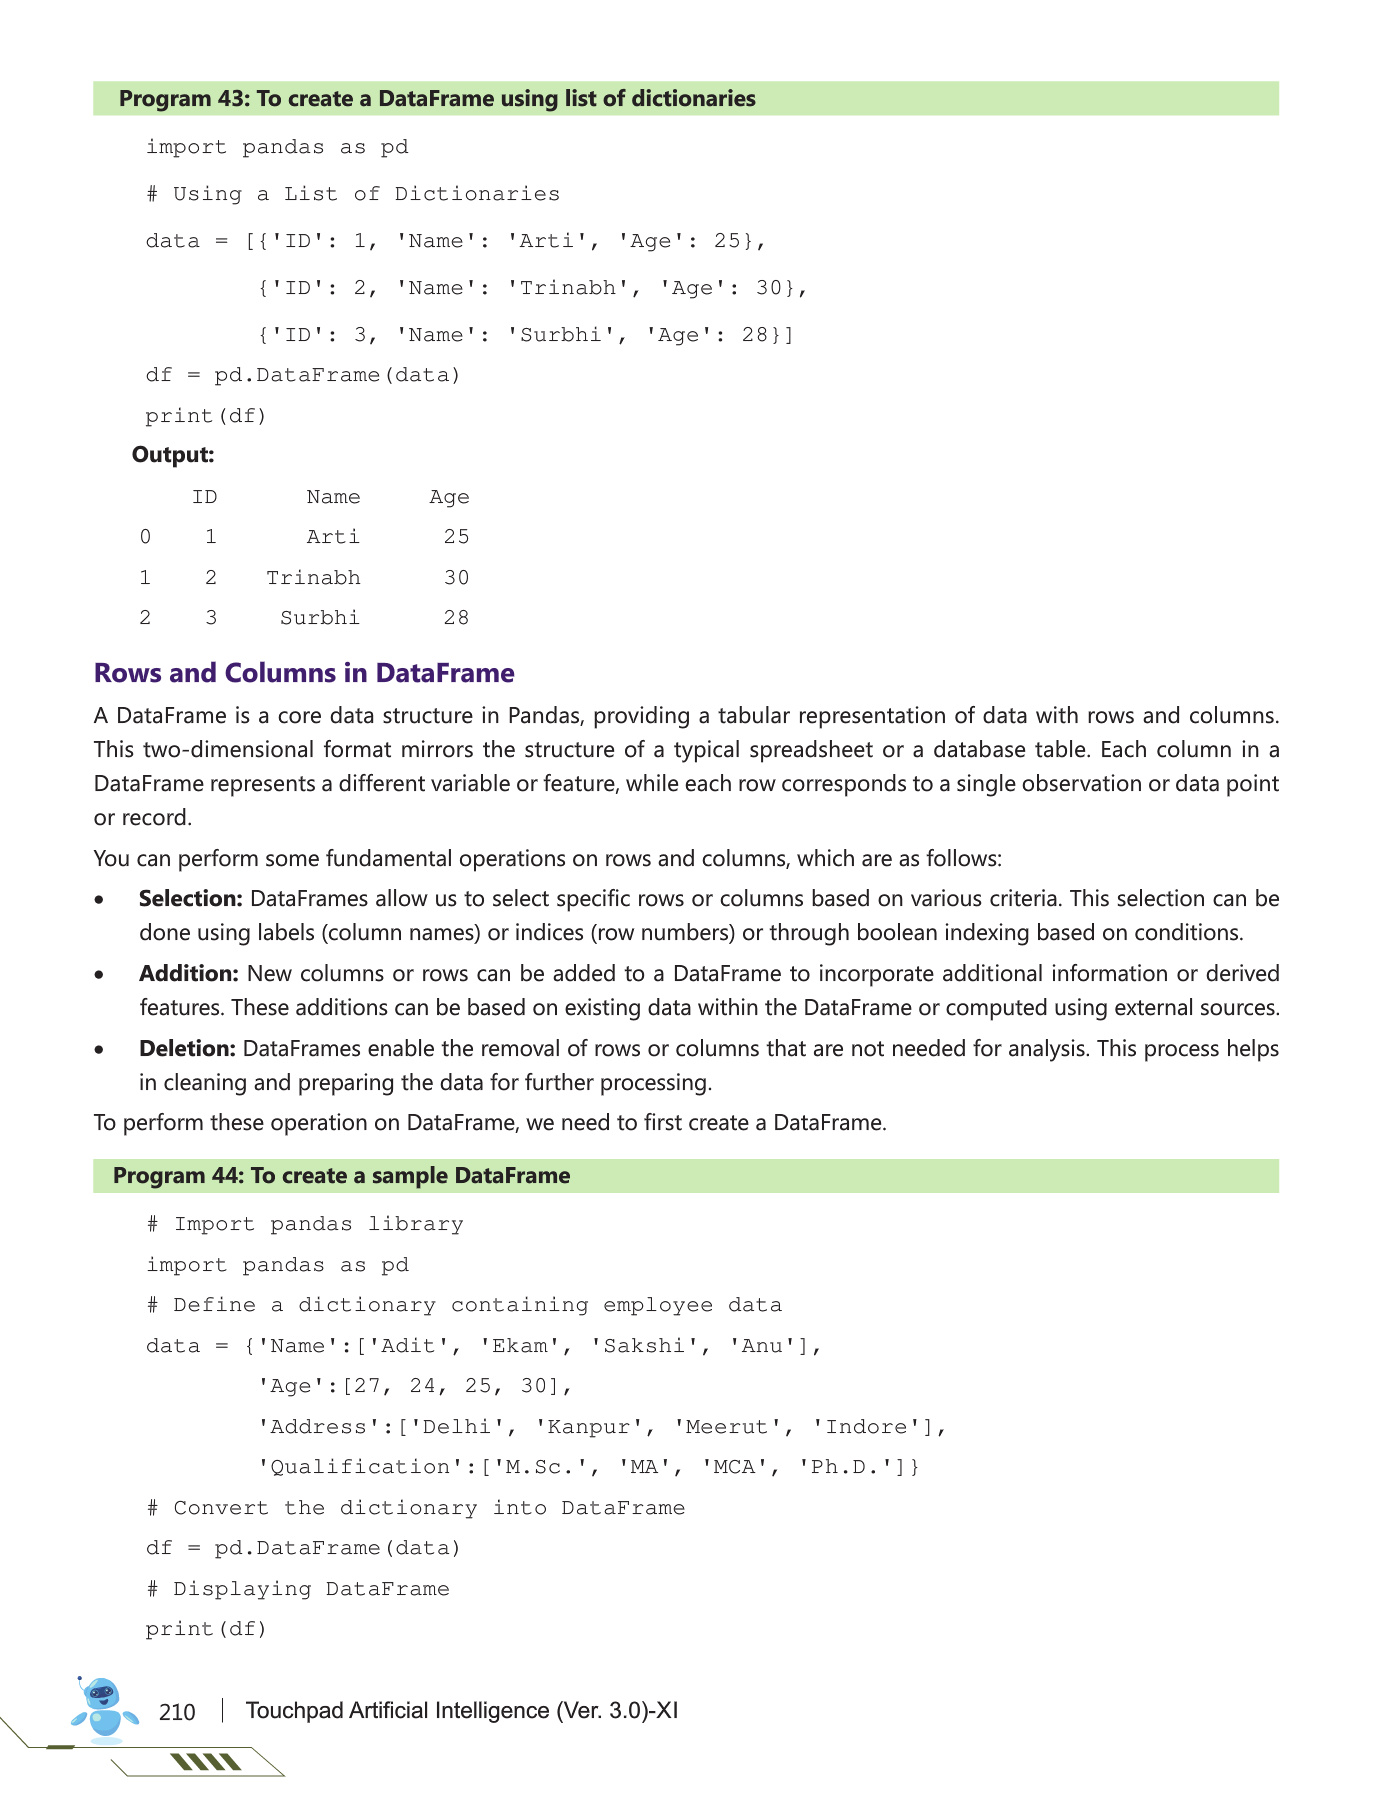 Program 43: To create a DataFrame using list of dictionaries
import pandas as pd
# Using a List of Dictionaries
data = [{'ID': 1, 'Name': 'Arti', 'Age': 25},
{'ID': 2, 'Name': 'Trinabh', 'Age': 30},
{'ID': 3, 'Name': 'Surbhi', 'Age': 28}]
df = pd.DataFrame(data)
print(df)
Output:
ID Name Age
0 1 Arti 25
1 2 Trinabh 30
2 3 Surbhi 28
Rows and Columns in DataFrame
A DataFrame is a core data structure in Pandas, providing a tabular representation of data with rows and columns.
This two-dimensional format mirrors the structure of a typical spreadsheet or a database table. Each column in a
DataFrame represents a different variable or feature, while each row corresponds to a single observation or data point
or record.
You can perform some fundamental operations on rows and columns, which are as follows:
• Selection: DataFrames allow us to select specific rows or columns based on various criteria. This selection can be
done using labels (column names) or indices (row numbers) or through boolean indexing based on conditions.
• Addition: New columns or rows can be added to a DataFrame to incorporate additional information or derived
features. These additions can be based on existing data within the DataFrame or computed using external sources.
• Deletion: DataFrames enable the removal of rows or columns that are not needed for analysis. This process helps
in cleaning and preparing the data for further processing.
To perform these operation on DataFrame, we need to first create a DataFrame.
Program 44: To create a sample DataFrame
# Import pandas library
import pandas as pd
# Define a dictionary containing employee data
data = {'Name':['Adit', 'Ekam', 'Sakshi', 'Anu'],
'Age':[27, 24, 25, 30],
'Address':['Delhi', 'Kanpur', 'Meerut', 'Indore'],
'Qualification':['M.Sc.', 'MA', 'MCA', 'Ph.D.']}
# Convert the dictionary into DataFrame
df = pd.DataFrame(data)
# Displaying DataFrame
print(df)
210 Touchpad Artificial Intelligence (Ver. 3.0)-XI